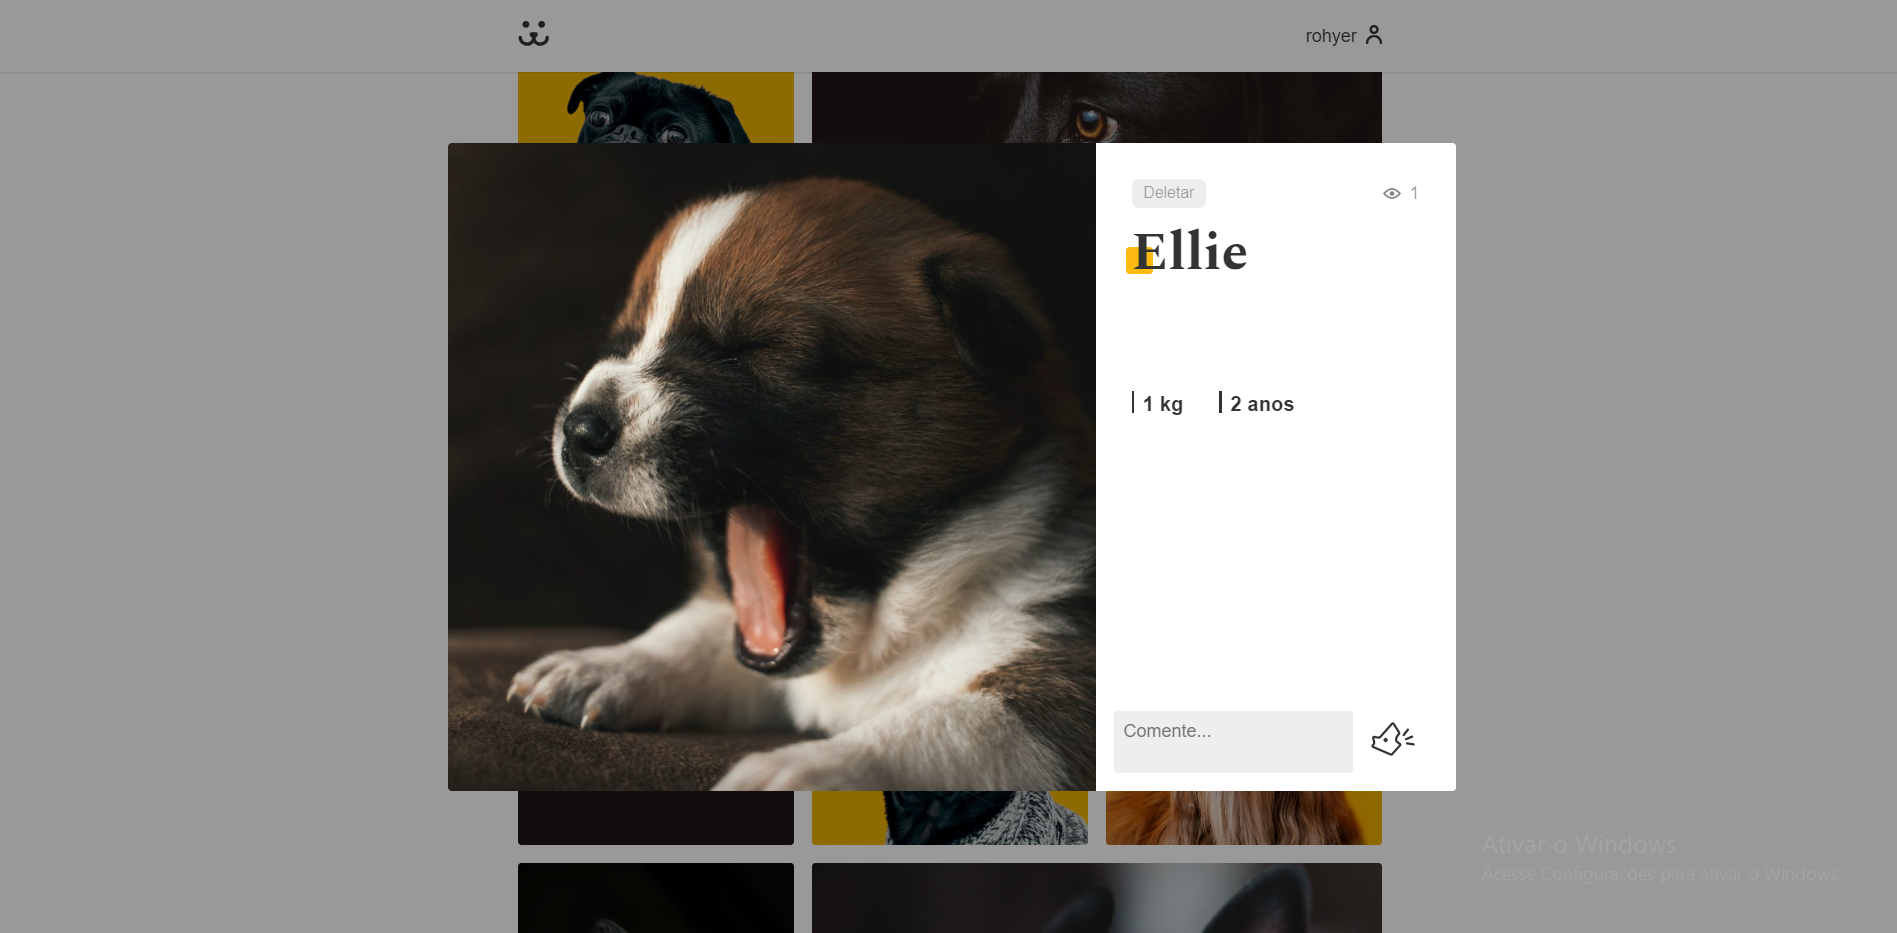 rohyer
Deletar
1
Ellie
1 kg
2 anos
Comente...
Ativar o Windows
Acesse Configurações para ativar o Windows.